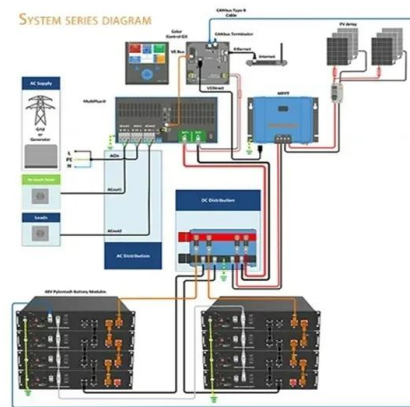 SYSTEM SERIES DIAGRAM
CANbus Type B
Cable
Color
Control GX
CANbus Terminator
PV Array
VE Bus
Ethernet
Internet
AC Supply
MultiPlus-II
VEDirect
MPPT
Grid
or
Generator
L
PE
N
ACin
ACout1
Loads
ACout2
DC Distribution
AC Distribution
48V Pylontech Battery Modules